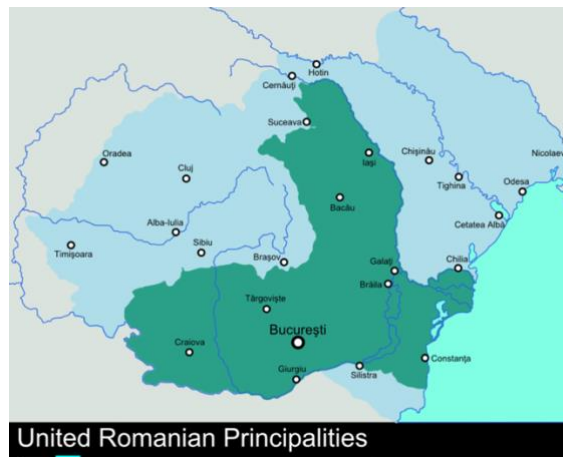 Hotin
Cernăuți
Suceava
Nicolaev
Oradea
Chișinău
Iași
Cluj
Tighina
Odesa
Bacău
Cetatea Albă
Alba-Iulia
Timișoara
Sibiu
Brașov
Chilia
Galați
Brăila
Târgoviște
București
Craiova
Constanța
Giurgiu
Silistra
United Romanian Principalities